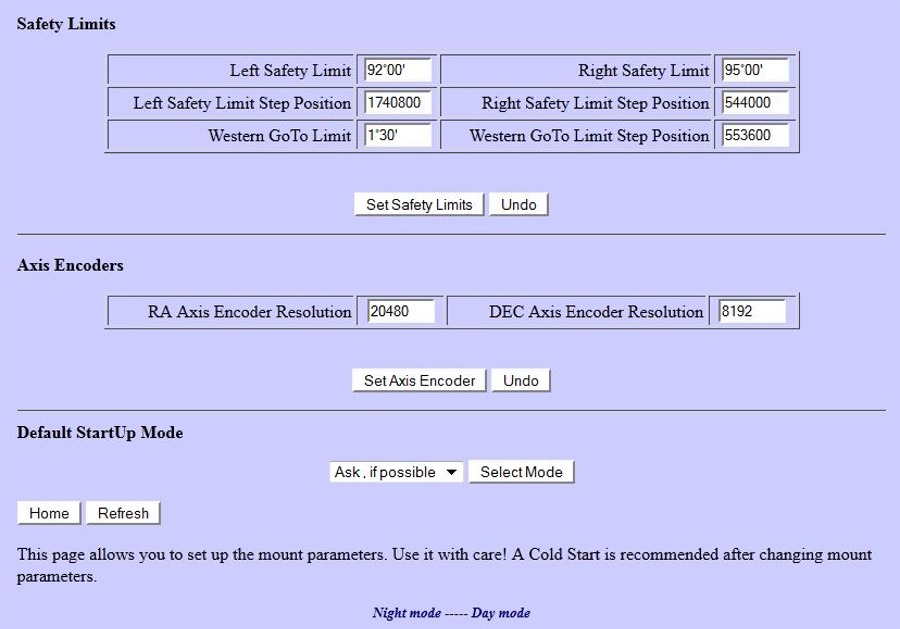 Safety Limits
Left Safety Limit 92°00' Right Safety Limit 95°00'
Left Safety Limit Step Position 1740800 Right Safety Limit Step Position 544000
Western GoTo Limit 1°30' Western GoTo Limit Step Position 553600
Set Safety Limits Undo
Axis Encoders
RA Axis Encoder Resolution 20480 DEC Axis Encoder Resolution 8192
Set Axis Encoder Undo
Default StartUp Mode
Ask , if possible Select Mode
Home Refresh
This page allows you to set up the mount parameters. Use it with care! A Cold Start is recommended after changing mount
parameters.
Night mode ----- Day mode